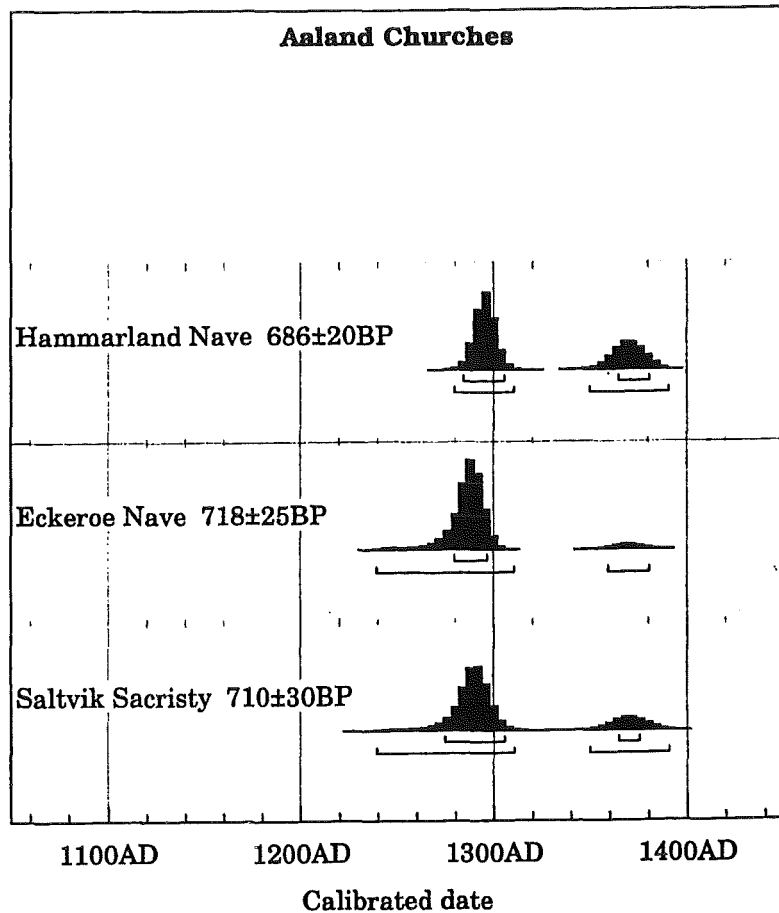 Aaland Churches
Hammarland Nave 686±20BP
Eckeroe Nave 718±25BP
Saltvik Sacristy 710±30BP
1100AD 1200AD 1300AD 1400AD
Calibrated date